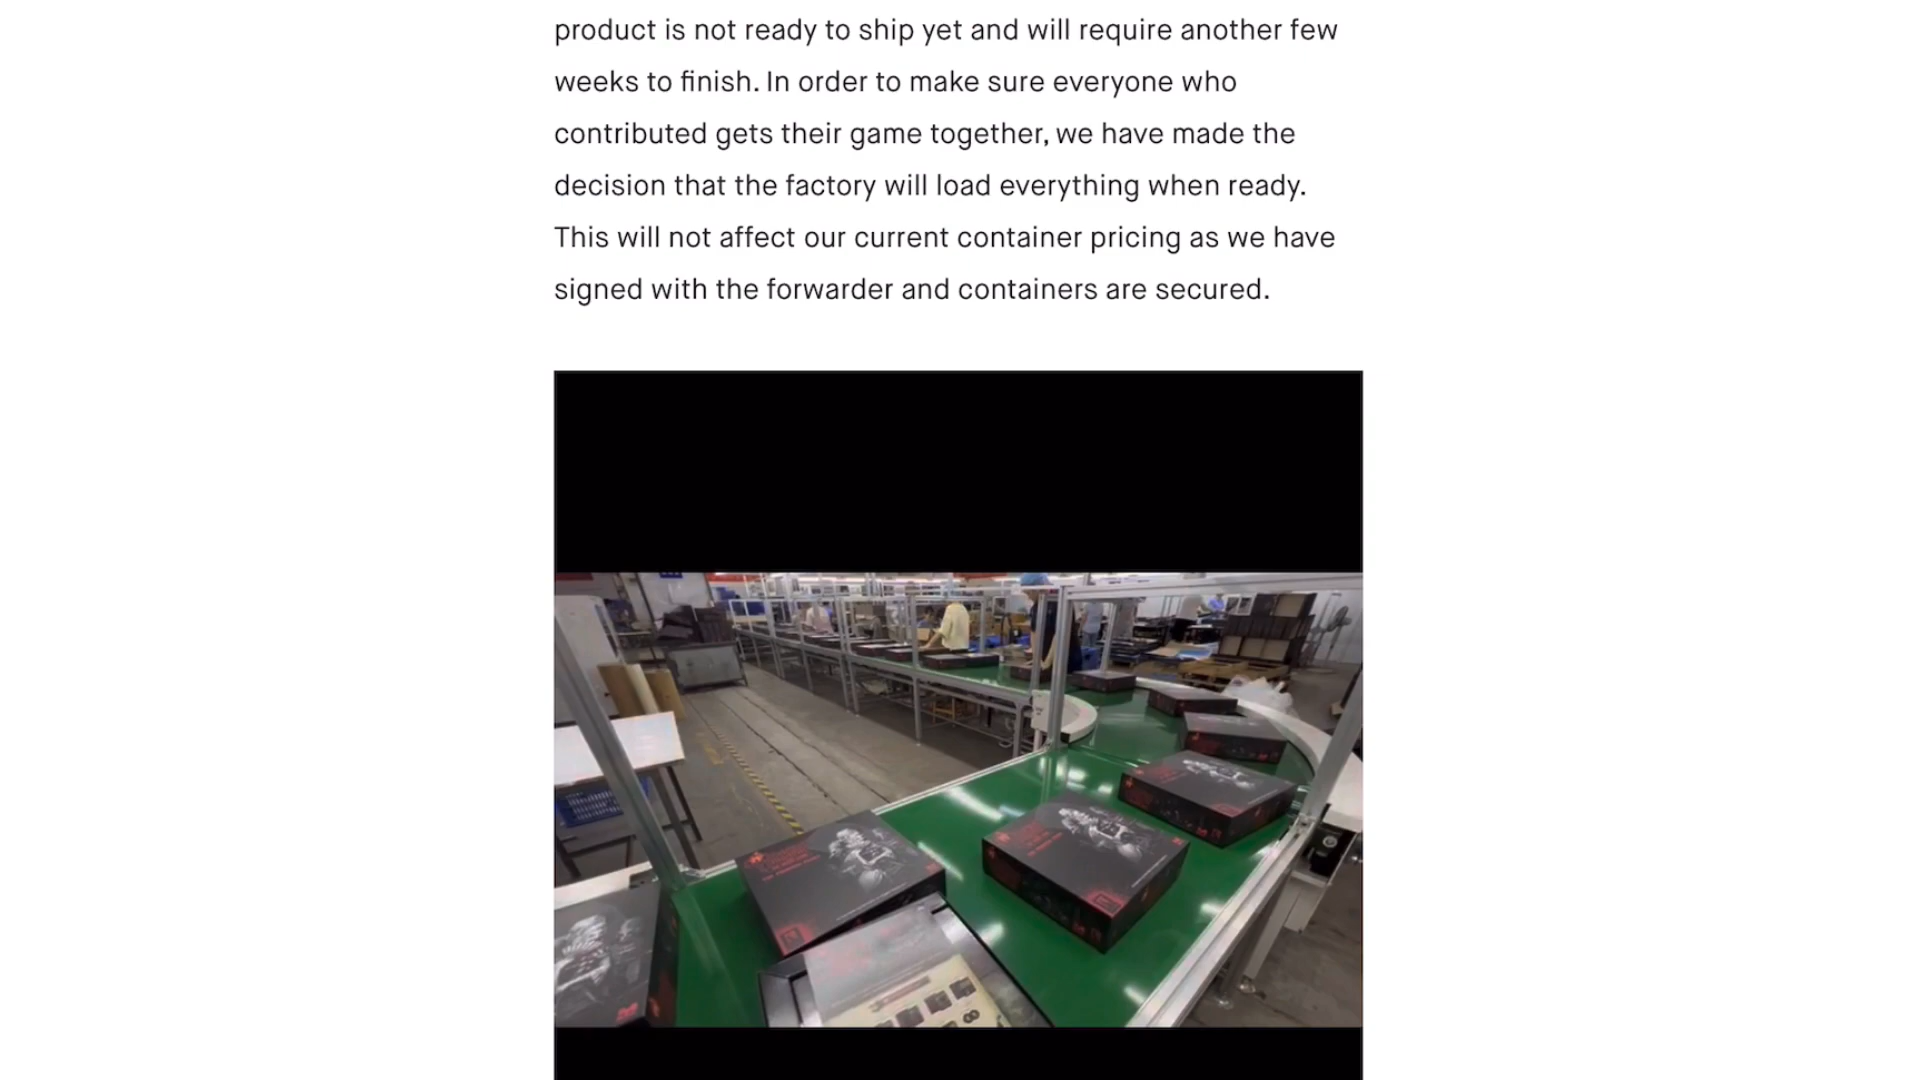 product is not ready to ship yet and will require another few
weeks to finish. In order to make sure everyone who
contributed gets their game together, we have made the
decision that the factory will load everything when ready.
This will not affect our current container pricing as we have
signed with the forwarder and containers are secured.